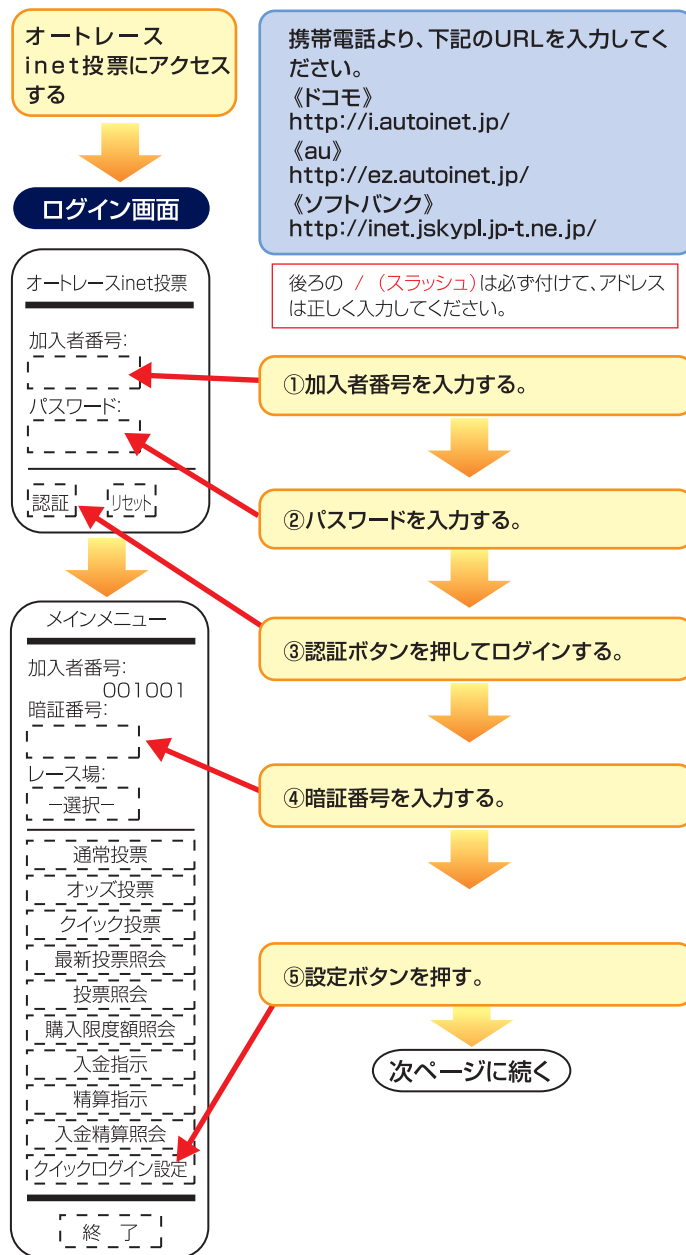 オートレース
inet投票にアクセス
する
携帯電話より、下記のURLを入力してく
ださい。
《ドコモ》
http://i.autoinet.jp/
《au》
http://ez.autoinet.jp/
《ソフトバンク》
http://inet.jskypl.jp-t.ne.jp/
後ろの / (スラッシュ)は必ず付けて、アドレス
は正しく入力してください。
ログイン画面
オートレースinet投票
加入者番号:
パスワード:
認証 リセット
①加入者番号を入力する。
②パスワードを入力する。
③認証ボタンを押してログインする。
メインメニュー
加入者番号:
001001
暗証番号:
レース場:
−選択−
通常投票
オッズ投票
クイック投票
最新投票照会
投票照会
購入限度額照会
入金指示
精算指示
入金精算照会
クイックログイン設定
終 了
④暗証番号を入力する。
⑤設定ボタンを押す。
次ページに続く